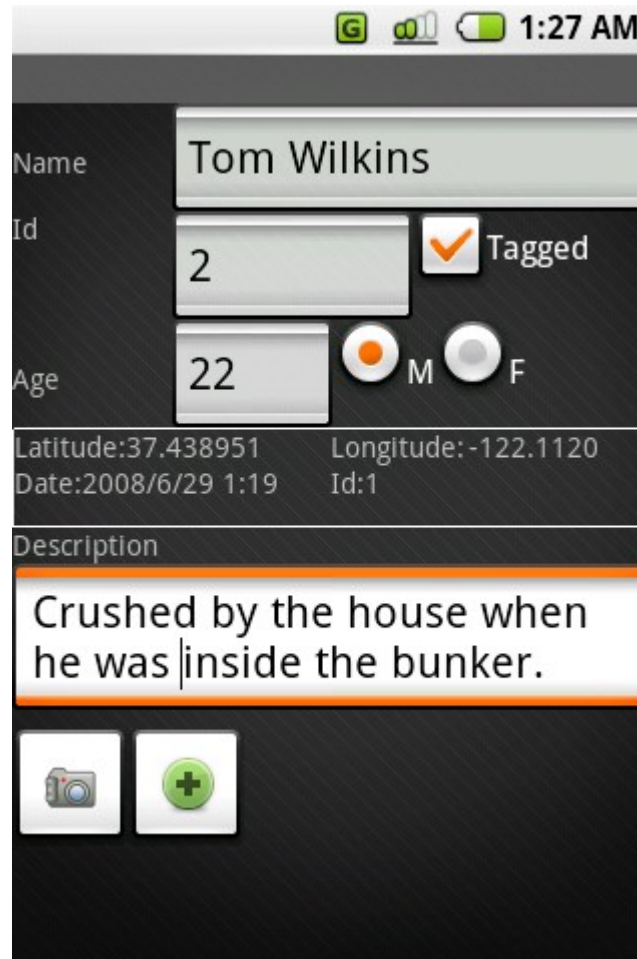 G 1:27 AM
Name Tom Wilkins
Id 2 Tagged
Age 22 M F
Latitude:37.438951 Longitude: -122.1120
Date:2008/6/29 1:19 Id:1
Description
Crushed by the house when
he was inside the bunker.